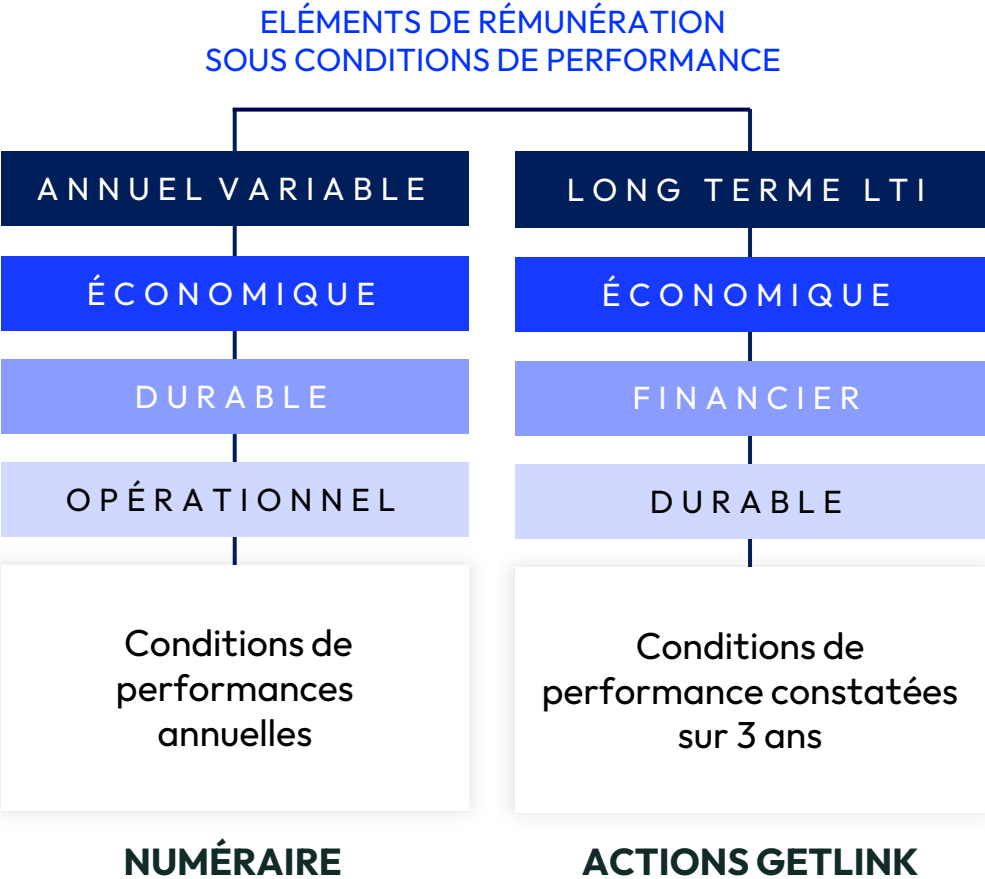 ELÉMENTS DE RÉMUNÉRATION
SOUS CONDITIONS DE PERFORMANCE
ANNUEL VARIABLE
ÉCONOMIQUE
DURABLE
OPÉRATIONNEL
Conditions de
performances
annuelles
NUMÉRAIRE
LONG TERME LTI
ÉCONOMIQUE
FINANCIER
DURABLE
Conditions de
performance constatées
sur 3 ans
ACTIONS GETLINK